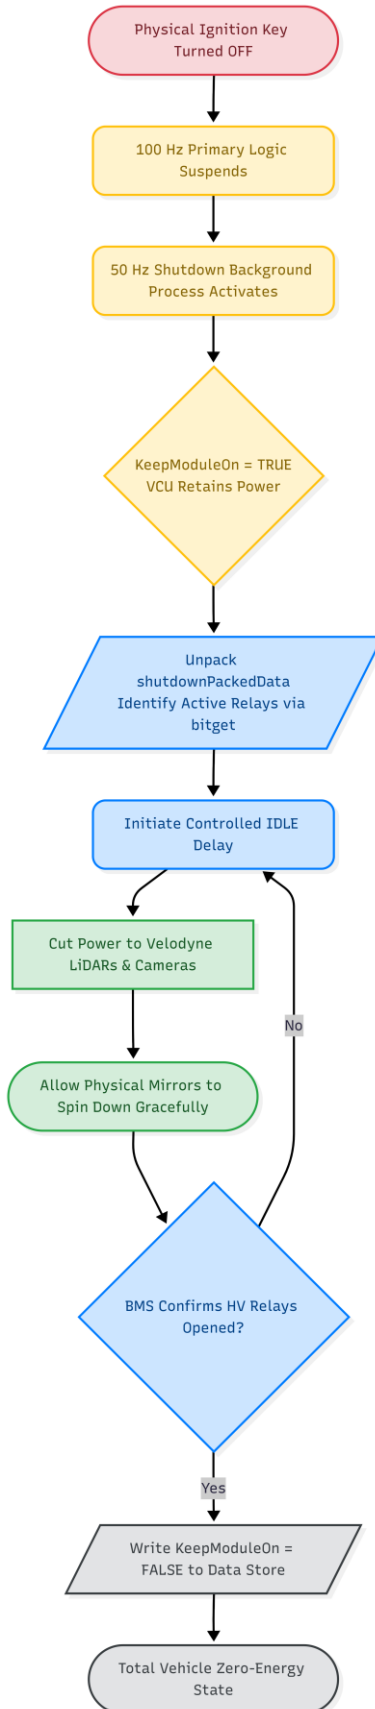 Physical Ignition Key
Turned OFF
100 Hz Primary Logic
Suspends
50 Hz Shutdown Background
Process Activates
KeepModuleOn = TRUE
VCU Retains Power
Unpack
shutdownPackedData
Identify Active Relays via
bitget
Initiate Controlled IDLE
Delay
Cut Power to Velodyne
LiDARs & Cameras
No
Allow Physical Mirrors to
Spin Down Gracefully
BMS Confirms HV Relays
Opened?
Yes
Write KeepModuleOn =
FALSE to Data Store
Total Vehicle Zero-Energy
State